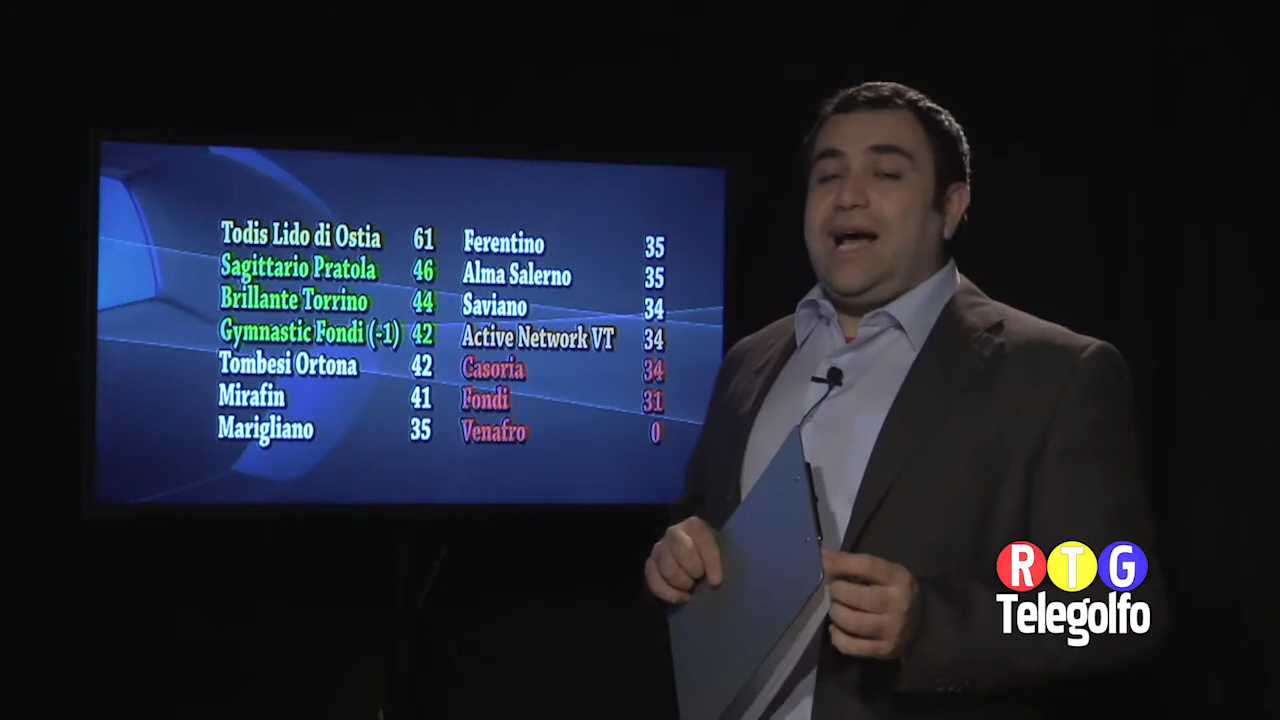 Todis Lido di Ostia 61
Sagittario Pratola 46
Brillante Torrino 44
Gymnastic Fondi (-1) 42
Tombesi Ortona 42
Mirafin 41
Marigliano 35
Ferentino 35
Alma Salerno 35
Saviano 34
Active Network VT 34
Casoria 34
Fondi 31
Venafro 0
RTG
Telegolfo